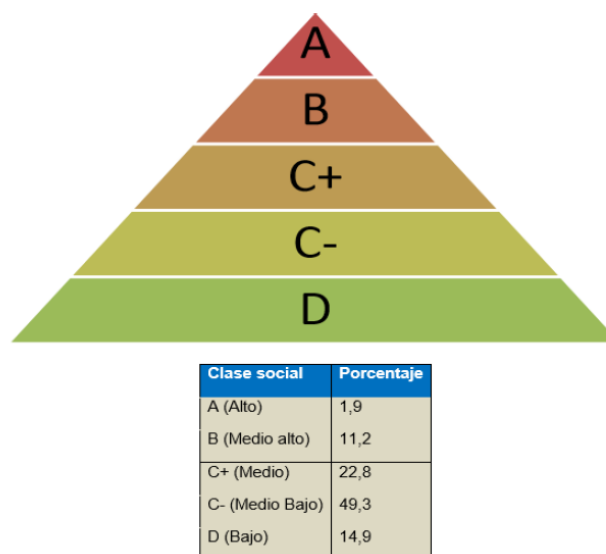 A
B
C+
C-
D
Clase social Porcentaje
A (Alto) 1,9
B (Medio alto) 11,2
C+ (Medio) 22,8
C- (Medio Bajo) 49,3
D (Bajo) 14,9